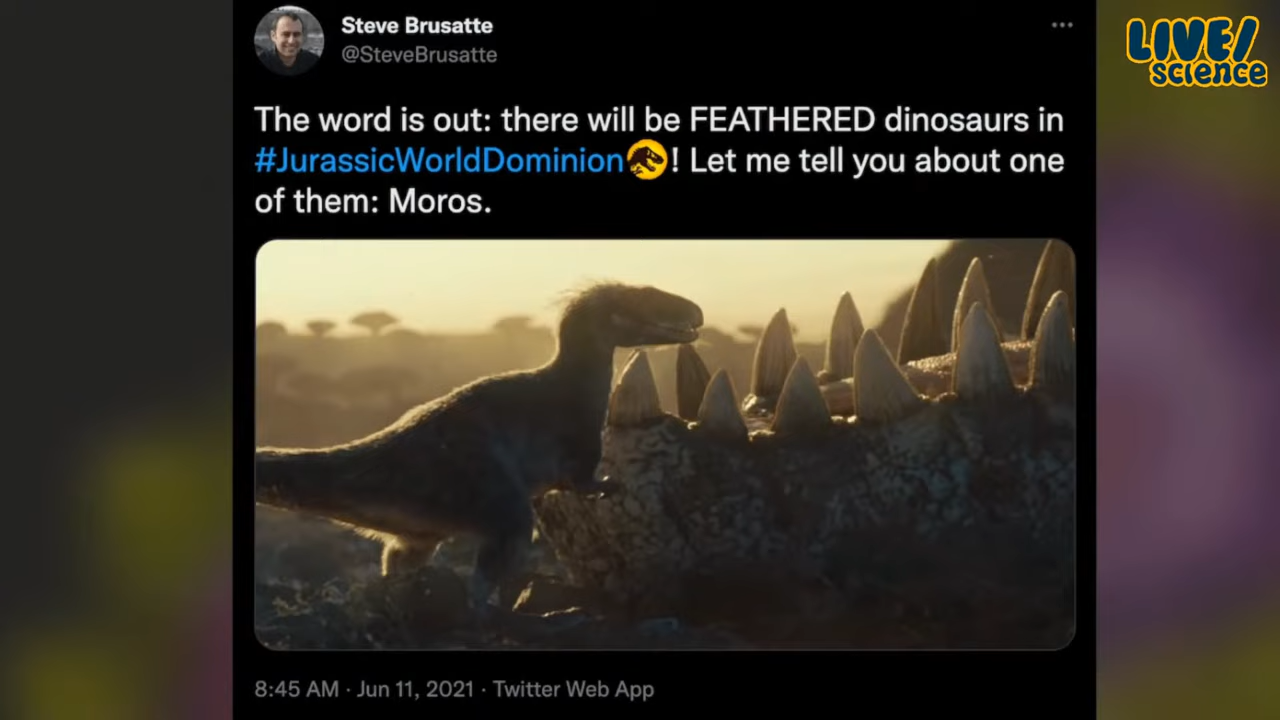 Steve Brusatte
@SteveBrusatte
LIVE/
science
The word is out: there will be FEATHERED dinosaurs in
#JurassicWorldDominion! Let me tell you about one
of them: Moros.
8:45 AM · Jun 11, 2021 · Twitter Web App